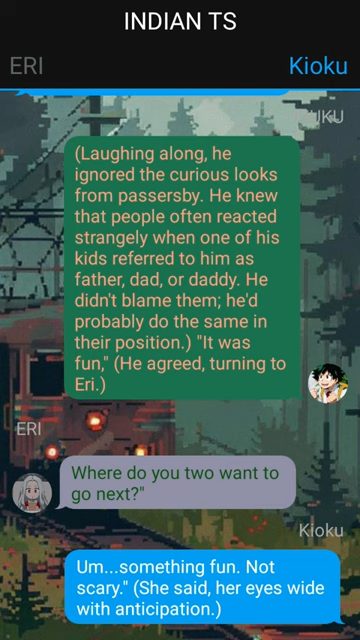 INDIAN TS
ERI
Kioku
UKU
(Laughing along, he
ignored the curious looks
from passersby. He knew
that people often reacted
strangely when one of his
kids referred to him as
father, dad, or daddy. He
didn't blame them; he'd
probably do the same in
their position.) "It was
fun," (He agreed, turning to
Eri.)
ERI
Where do you two want to
go next?"
Kioku
Um...something fun. Not
scary." (She said, her eyes wide
with anticipation.)